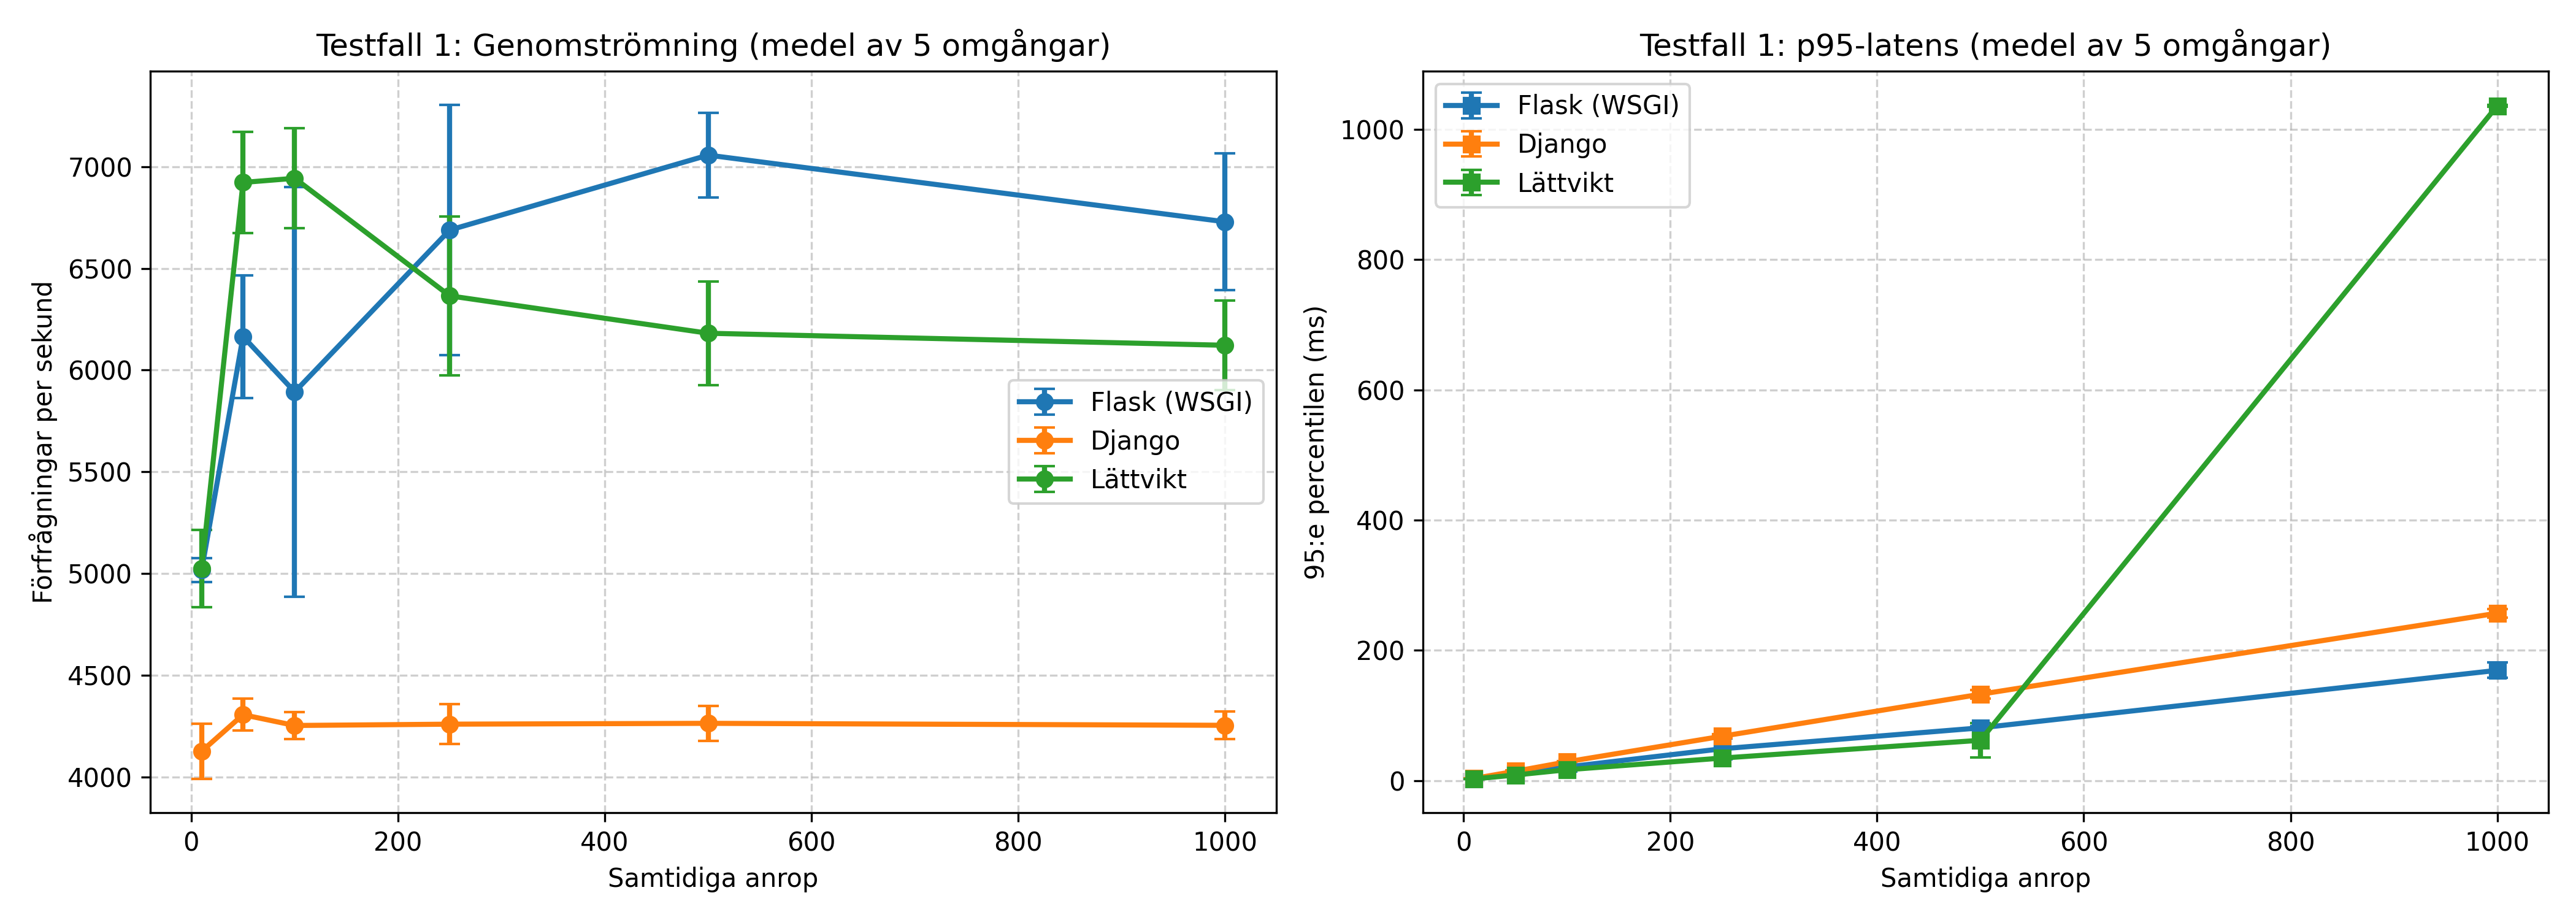 Testfall 1: Genomströmning (medel av 5 omgångar)
Förfrågningar per sekund
7000
6500
6000
5500
5000
4500
4000
Flask (WSGI)
Django
Lättvikt
0
200
400
600
800
1000
Samtidiga anrop
Testfall 1: p95-latens (medel av 5 omgångar)
95:e percentilen (ms)
1000
800
600
400
200
0
Flask (WSGI)
Django
Lättvikt
0
200
400
600
800
1000
Samtidiga anrop